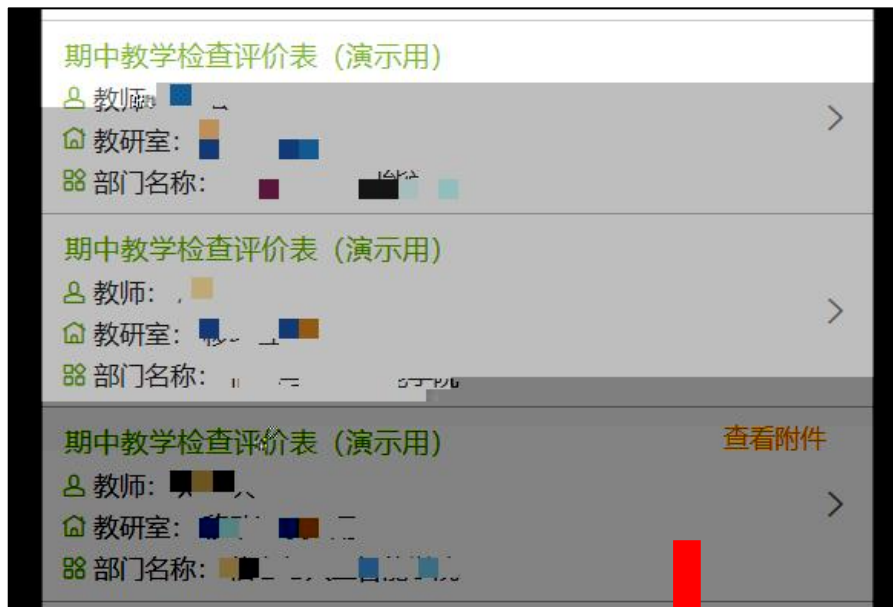 期中教学检查评价表（演示用）
教师
教研室：
部门名称：
期中教学检查评价表（演示用）
教师：
教研室：
部门名称：
期中教学检查评价表（演示用）
查看附件
教师：
教研室：
部门名称：